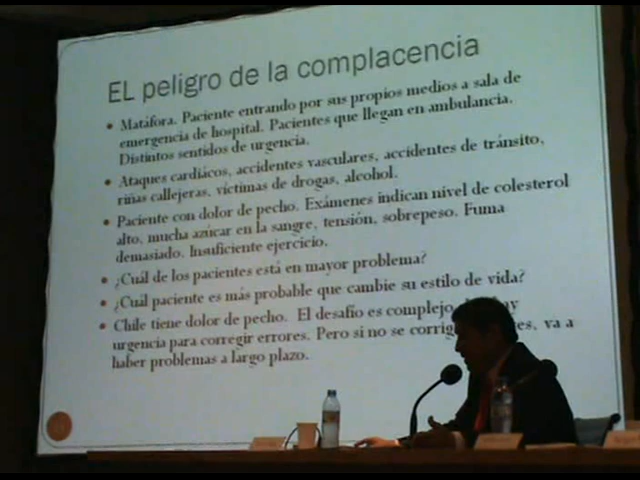 EL peligro de la complacencia
• Matáfora. Paciente entrando por sus propios medios a sala de
emergencia de hospital. Pacientes que llegan en ambulancia.
Distintos sentidos de urgencia.
• Ataques cardiácos, accidentes vasculares, accidentes de tránsito,
riñas callejeras, víctimas de drogas, alcohol.
• Paciente con dolor de pecho. Exámenes indican nivel de colesterol
alto, mucha azúcar en la sangre, tensión, sobrepeso. Fuma
demasiado. Insuficiente ejercicio.
• ¿Cuál de los pacientes está en mayor problema?
• ¿Cuál paciente es más probable que cambie su estilo de vida?
• Chile tiene dolor de pecho. El desafío es complejo
urgencia para corregir errores. Pero si no se , va a
haber problemas a largo plazo.